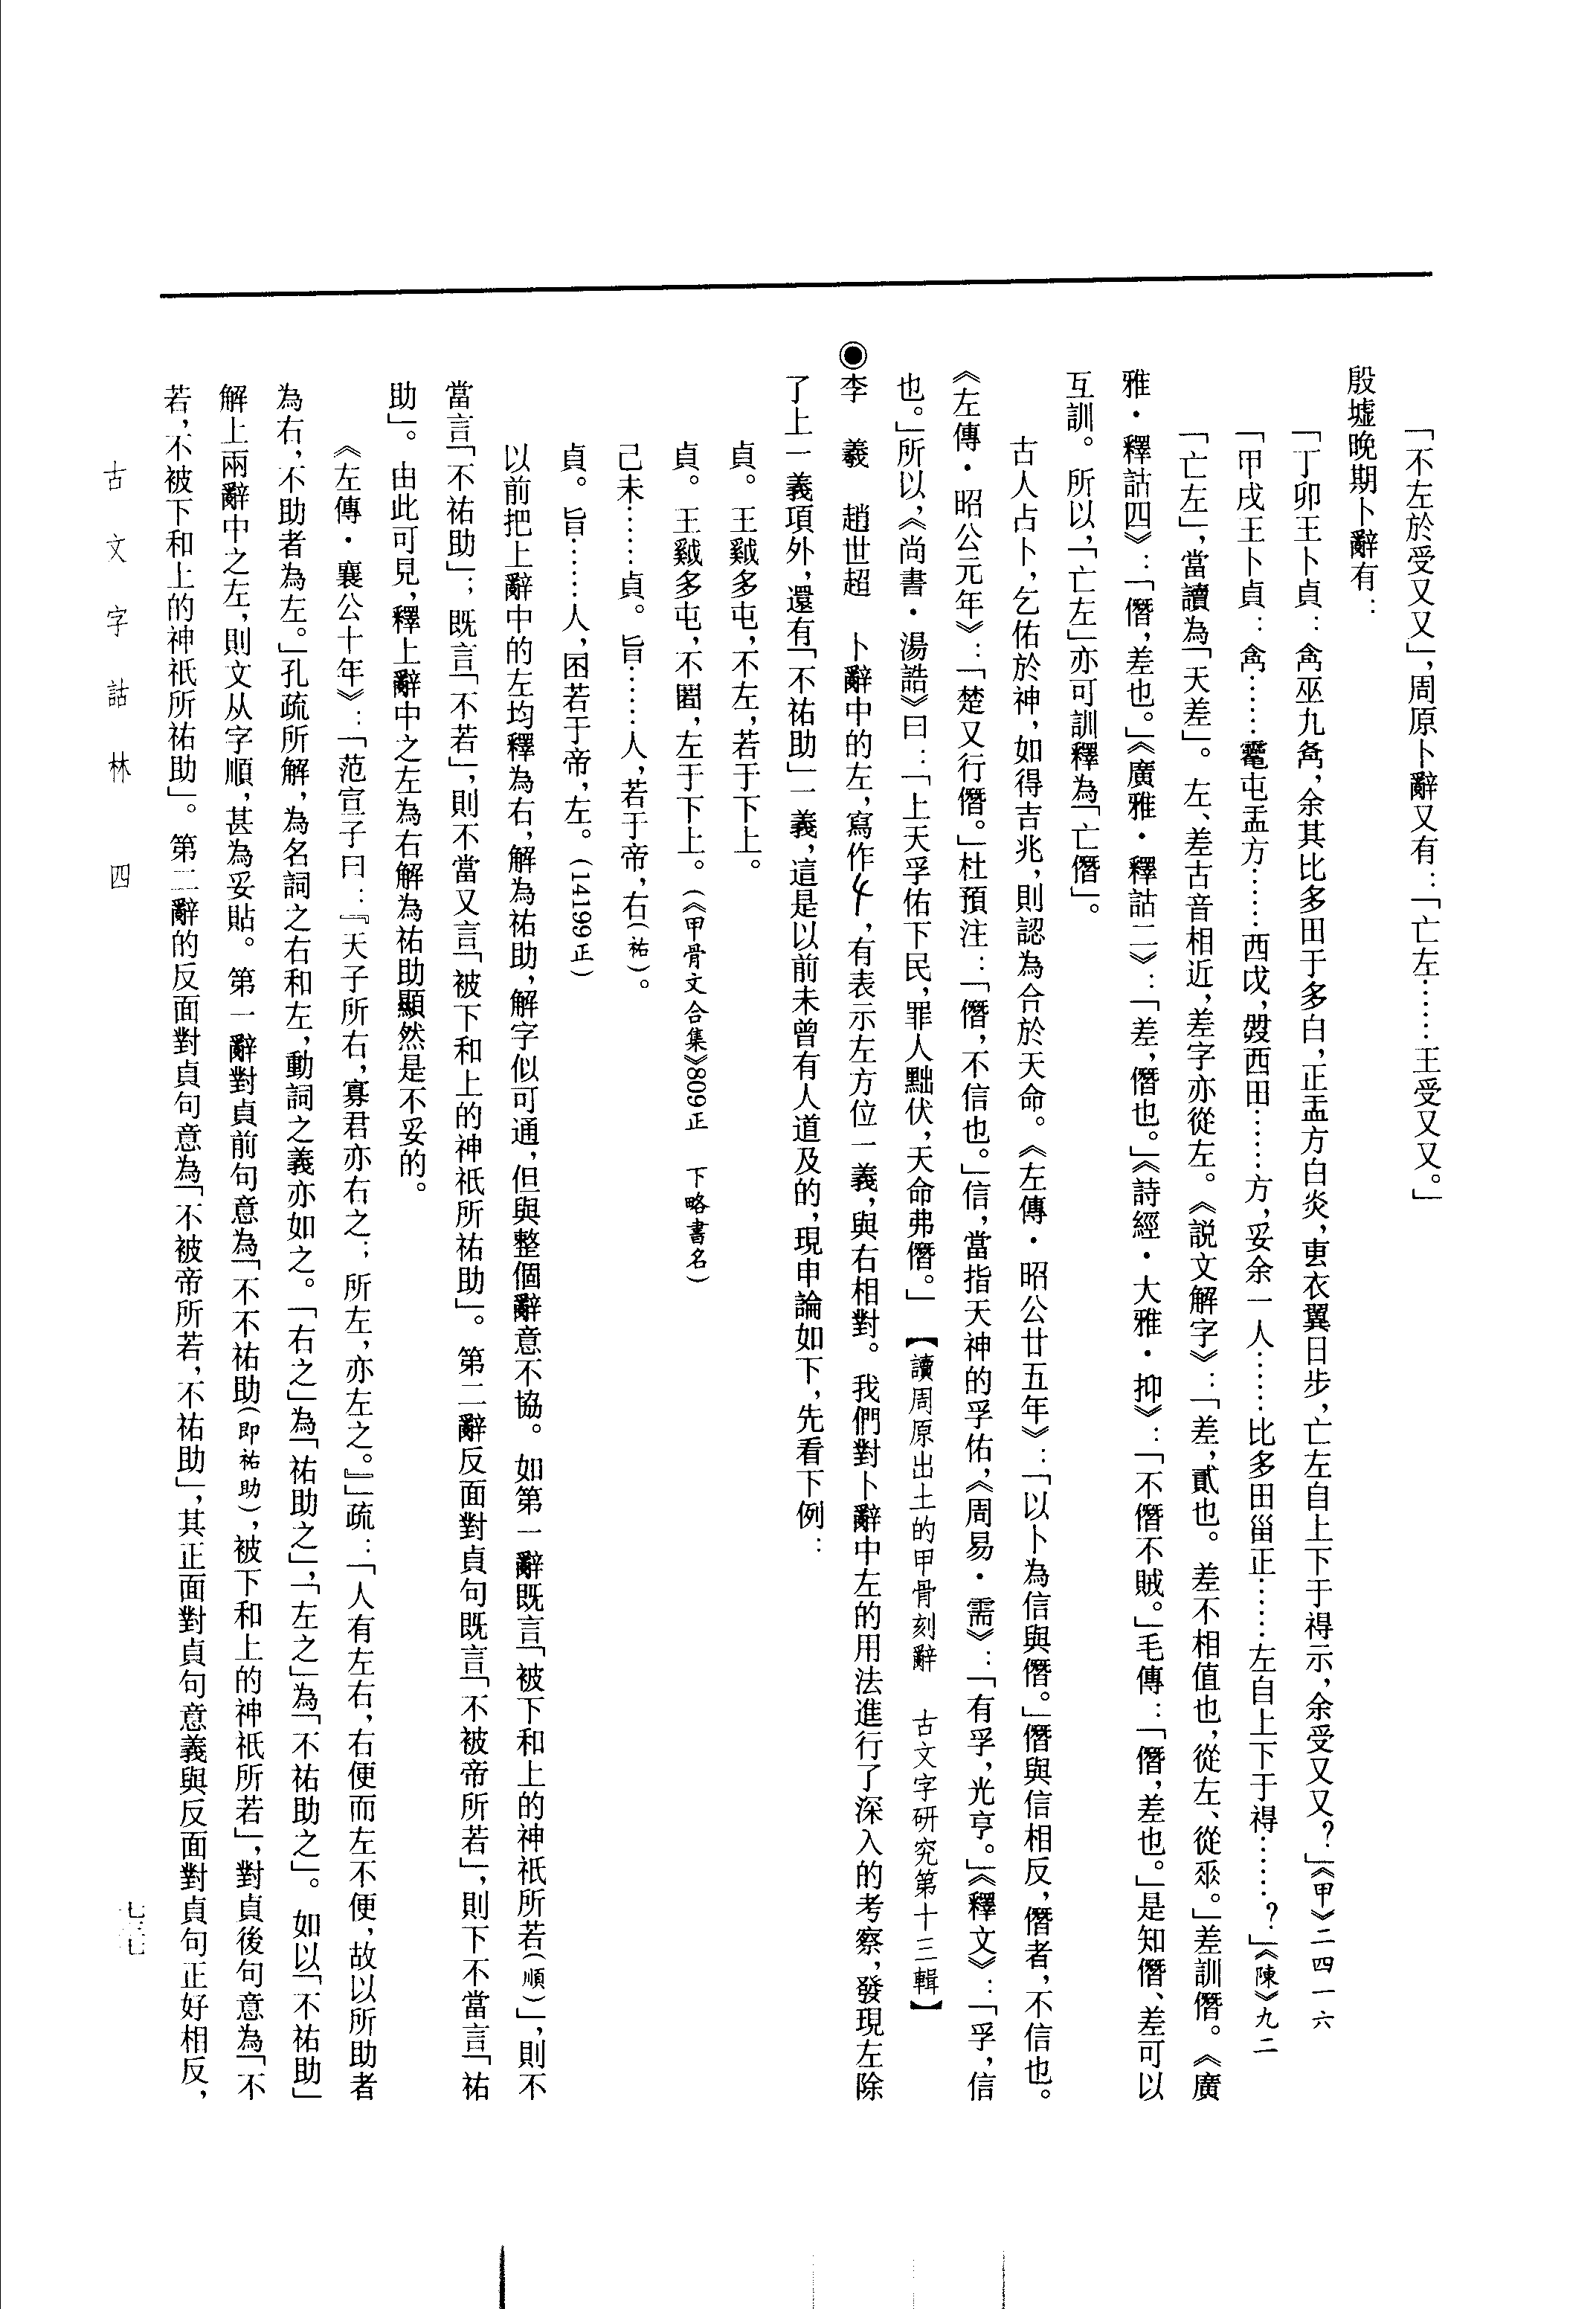 「不左於受又又」，周原卜辭又有：「亡左……王受又又。」
殷墟晚期卜辭有：
「丁卯王卜貞：䄆巫九䄆，余其比多田于多白，正盂方白炎，叀衣翼日步，亡左自上下于得示，余受又又？」《甲》二四一六
「甲戌王卜貞：䄆……屯盂方……西戉，西田……方，妥余一人……比多田甾正……左自上下于得……？」《陳》九二
「亡左」，當讀為「天差」。左、差古音相近，差字亦從左。《説文解字》：「差，貳也。差不相值也，從左、從𠂹。」差訓僭。《廣
雅・釋詁四》：「僭，差也。」《廣雅・釋詁二》：「差，僭也。」《詩經・大雅・抑》：「不僭不賊。」毛傳：「僭，差也。」是知僭、差可以
互訓。所以，「亡左」亦可訓釋為「亡僭」。
古人占卜，乞佑於神，如得吉兆，則認為合於天命。《左傳・昭公廿五年》：「以卜為信與僭。」僭與信相反，僭者，不信也。
《左傳・昭公元年》：「楚又行僭。」杜預注：「僭，不信也。」信，當指天神的孚佑，《周易・需》：「有孚，光亨。」《釋文》：「孚，信
也。」所以，《尚書・湯誥》曰：「上天孚佑下民，罪人黜伏，天命弗僭。」【讀周原出土的甲骨刻辭 古文字研究第十三輯】
◉李 羲 趙世超 卜辭中的左，寫作，有表示左方位一義，與右相對。我們對卜辭中左的用法進行了深入的考察，發現左除
了上一義項外，還有「不祐助」一義，這是以前未曾有人道及的，現申論如下，先看下例：
貞。王𢦏多屯，不左，若于下上。
貞。王𢦏多屯，不，左于下上。（《甲骨文合集》809正 下略書名）
己未……貞。旨……人，若于帝，右（祐）。
貞。旨……人，困若于帝，左。（14199正）
以前把上辭中的左均釋為右，解為祐助，解字似可通，但與整個辭意不協。如第一辭既言「被下和上的神祇所若（順）」，則不
當言「不祐助」；既言「不若」，則不當又言「被下和上的神祇所祐助」。第二辭反面對貞句既言「不被帝所若」，則下不當言「祐
助」。由此可見，釋上辭中之左為右解為祐助顯然是不妥的。
《左傳・襄公十年》：「范宣子曰：『天子所右，寡君亦右之；所左，亦左之。』」疏：「人有左右，右便而左不便，故以所助者
為右，不助者為左。」孔疏所解，為名詞之右和左，動詞之義亦如之。「右之」為「祐助之」，「左之」為「不祐助之」。如以「不祐助」
解上兩辭中之左，則文从字順，甚為妥貼。第一辭對貞前句意為「不不祐助（即祐助），被下和上的神祇所若」，對貞後句意為「不
若，不被下和上的神祇所祐助」。第二辭的反面對貞句意為「不被帝所若，不祐助」，其正面對貞句意義與反面對貞句正好相反，
古文字詁林 四
七三七